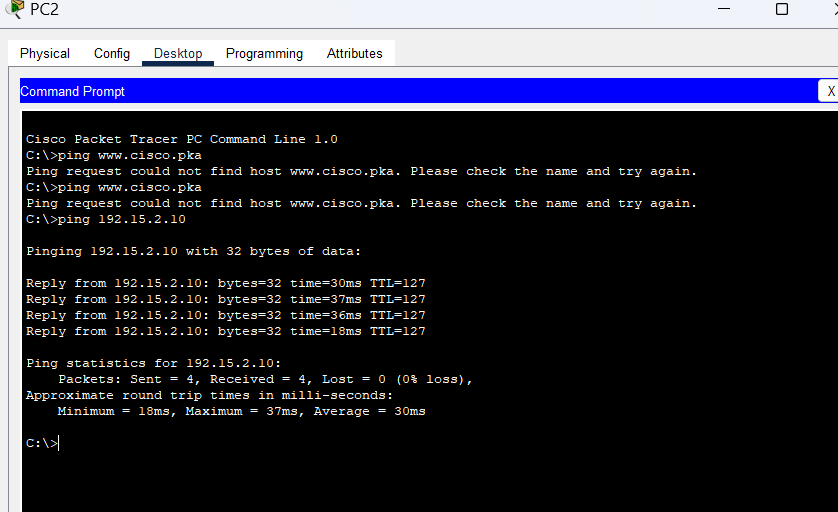 PC2
Physical Config Desktop Programming Attributes
Command Prompt
X
Cisco Packet Tracer PC Command Line 1.0
C:\>ping www.cisco.pka
Ping request could not find host www.cisco.pka. Please check the name and try again.
C:\>ping www.cisco.pka
Ping request could not find host www.cisco.pka. Please check the name and try again.
C:\>ping 192.15.2.10
Pinging 192.15.2.10 with 32 bytes of data:
Reply from 192.15.2.10: bytes=32 time=30ms TTL=127
Reply from 192.15.2.10: bytes=32 time=37ms TTL=127
Reply from 192.15.2.10: bytes=32 time=36ms TTL=127
Reply from 192.15.2.10: bytes=32 time=18ms TTL=127
Ping statistics for 192.15.2.10:
Packets: Sent = 4, Received = 4, Lost = 0 (0% loss),
Approximate round trip times in milli-seconds:
Minimum = 18ms, Maximum = 37ms, Average = 30ms
C:\>